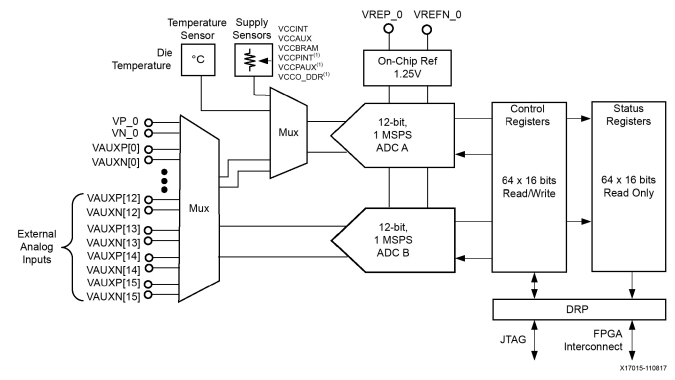 Temperature
Sensor
Supply
Sensors
VCCINT
VCCAUX
VCCBRAM
VCCPINT(1)
VCCPAUX(1)
VCCO_DDR(1)
VREP_0
VREFN_0
Die
Temperature
°C
On-Chip Ref
1.25V
VP_0
VN_0
VAUXP[0]
VAUXN[0]
VAUXP[12]
VAUXN[12]
VAUXP[13]
VAUXN[13]
VAUXP[14]
VAUXN[14]
VAUXP[15]
VAUXN[15]
External
Analog
Inputs
Mux
Mux
12-bit,
1 MSPS
ADC A
12-bit,
1 MSPS
ADC B
Control
Registers
64 x 16 bits
Read/Write
Status
Registers
64 x 16 bits
Read Only
DRP
JTAG
FPGA
Interconnect
X17015-110817